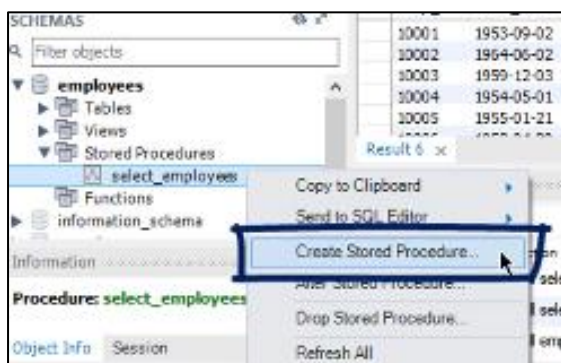 SCHEMAS
Filter objects
employees
Tables
Views
Stored Procedures
select_employees
Functions
information_schema
Information
Procedure: select_employees
Object Info Session
10001 1953-09-02
10002 1964-06-02
10003 1959-12-03
10004 1954-05-01
10005 1955-01-21
Result 6
Copy to Clipboard
Send to SQL Editor
Create Stored Procedure...
Alter Stored Procedure...
Drop Stored Procedure...
Refresh All